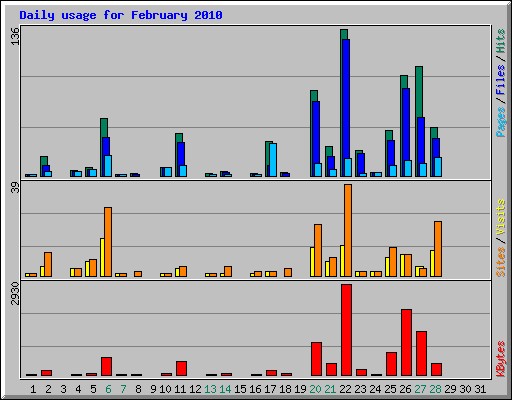 Daily usage for February 2010
136
Pages / Files / Hits
39
Sites / Visits
2930
KBytes
1 2 3 4 5 6 7 8 9 10 11 12 13 14 15 16 17 18 19 20 21 22 23 24 25 26 27 28 29 30 31